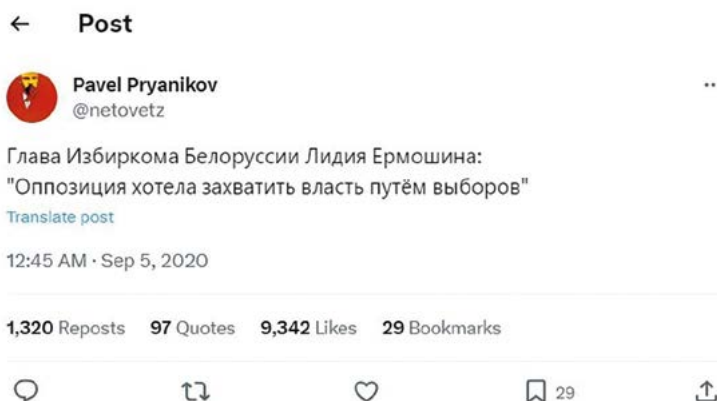 Post
Pavel Pryanikov
@netovetz
Глава Избиркома Белоруссии Лидия Ермошина:
"Оппозиция хотела захватить власть путём выборов"
Translate post
12:45 AM · Sep 5, 2020
1,320 Reposts 97 Quotes 9,342 Likes 29 Bookmarks
29